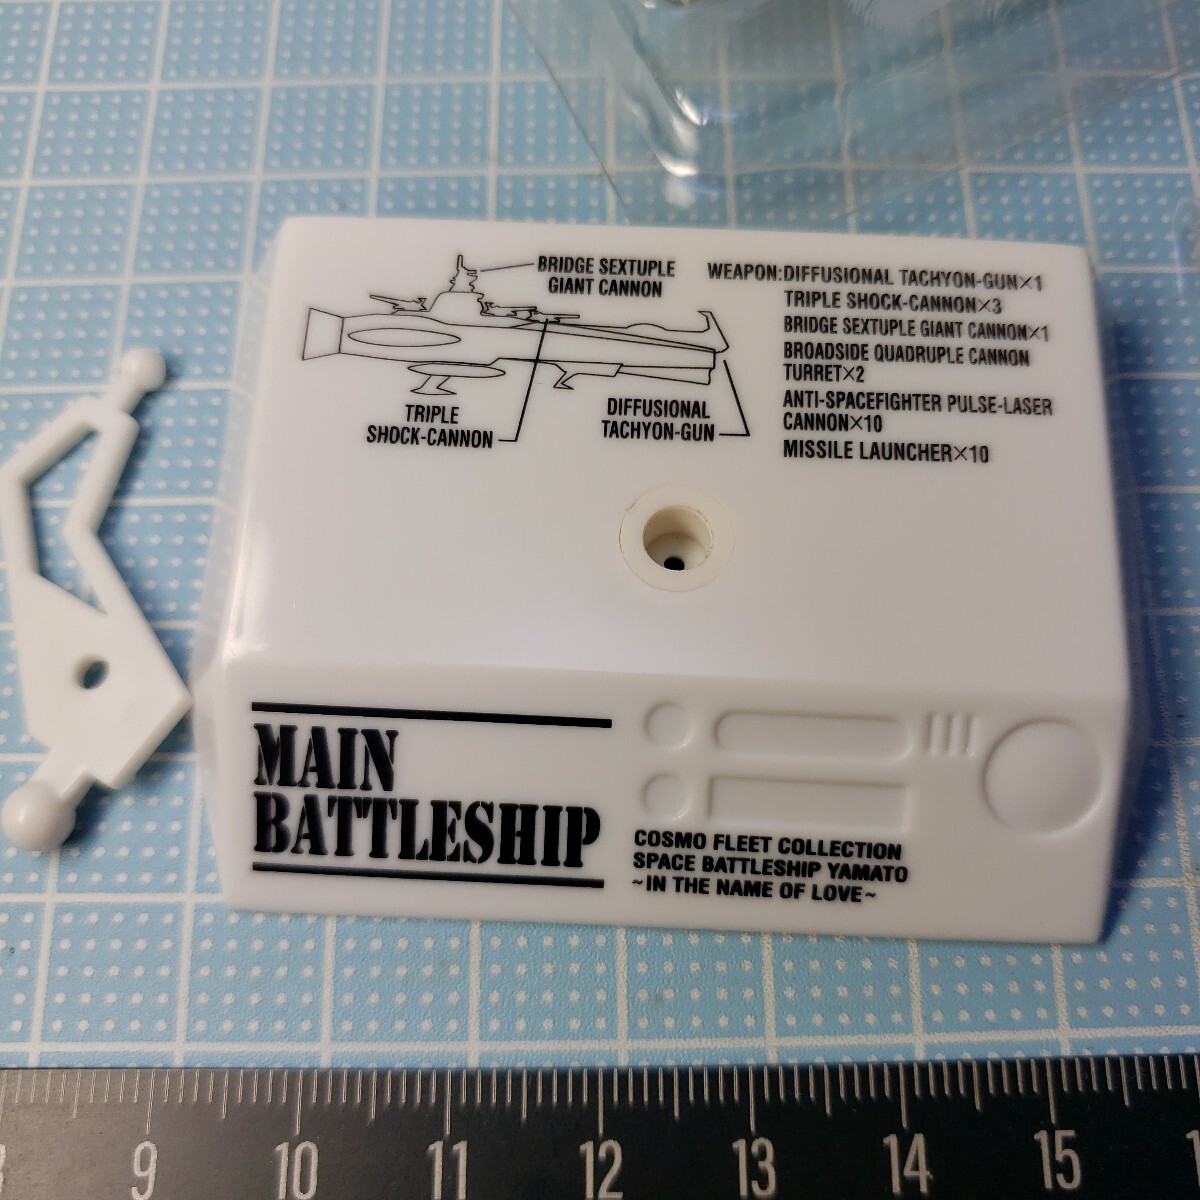 BRIDGE SEXTUPLE
GIANT CANNON
TRIPLE
SHOCK-CANNON
DIFFUSIONAL
TACHYON-GUN
WEAPON:DIFFUSIONAL TACHYON-GUN×1
TRIPLE SHOCK-CANNON×3
BRIDGE SEXTUPLE GIANT CANNON×1
BROADSIDE QUADRUPLE CANNON
TURRET×2
ANTI-SPACEFIGHTER PULSE-LASER
CANNON×10
MISSILE LAUNCHER×10
MAIN
BATTLESHIP
COSMO FLEET COLLECTION
SPACE BATTLESHIP YAMATO
~IN THE NAME OF LOVE~
9 10 11 12 13 14 15